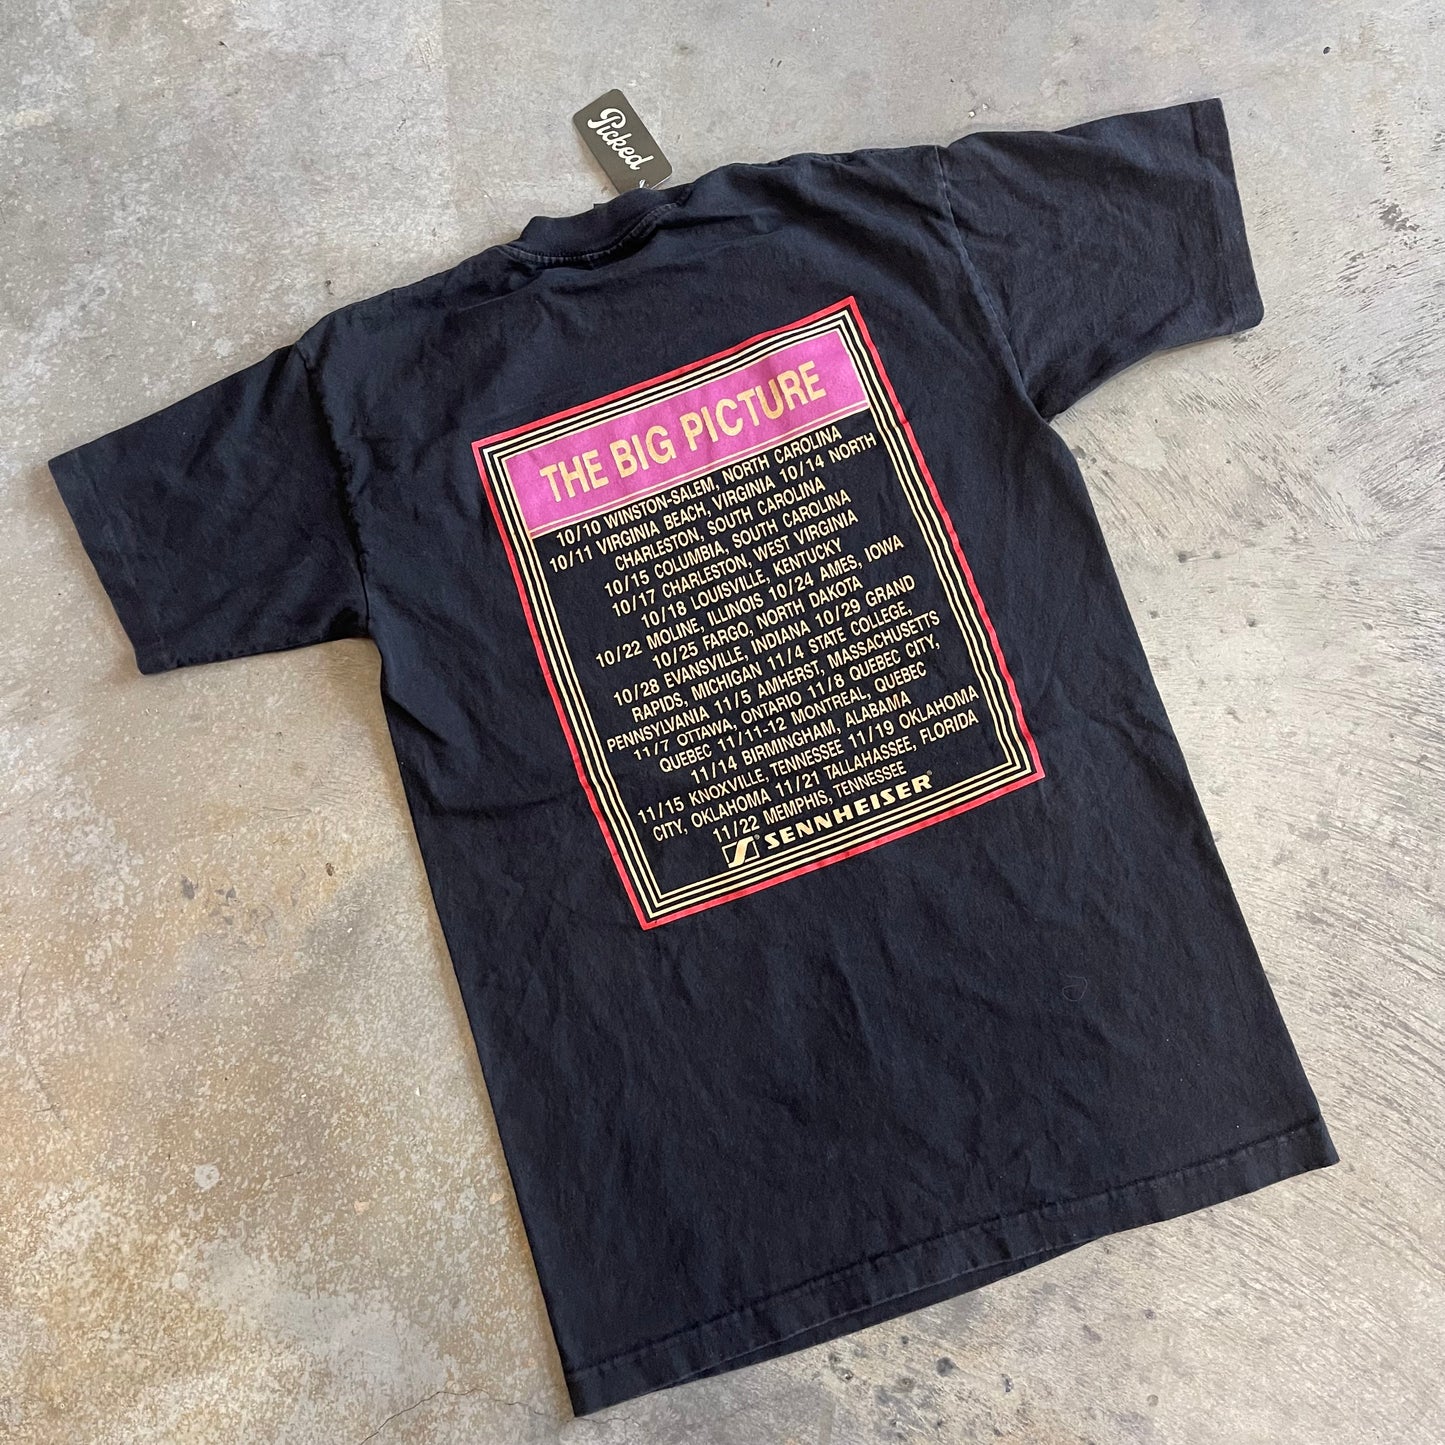 Picked
THE BIG PICTURE
10/10 WINSTON-SALEM, NORTH CAROLINA
10/11 VIRGINIA BEACH, VIRGINIA 10/14 NORTH
CHARLESTON, SOUTH CAROLINA
10/15 COLUMBIA, SOUTH CAROLINA
10/17 CHARLESTON, WEST VIRGINIA
10/18 LOUISVILLE, KENTUCKY
10/22 MOLINE, ILLINOIS 10/24 AMES, IOWA
10/25 FARGO, NORTH DAKOTA
10/28 EVANSVILLE, INDIANA 10/29 GRAND
RAPIDS, MICHIGAN 11/4 STATE COLLEGE,
PENNSYLVANIA 11/5 AMHERST, MASSACHUSETTS
11/7 OTTAWA, ONTARIO 11/8 QUEBEC CITY,
QUEBEC 11/11-12 MONTREAL, QUEBEC
11/14 BIRMINGHAM, ALABAMA
11/15 KNOXVILLE, TENNESSEE 11/19 OKLAHOMA
CITY, OKLAHOMA 11/21 TALLAHASSEE, FLORIDA
11/22 MEMPHIS, TENNESSEE
SENNHEISER®